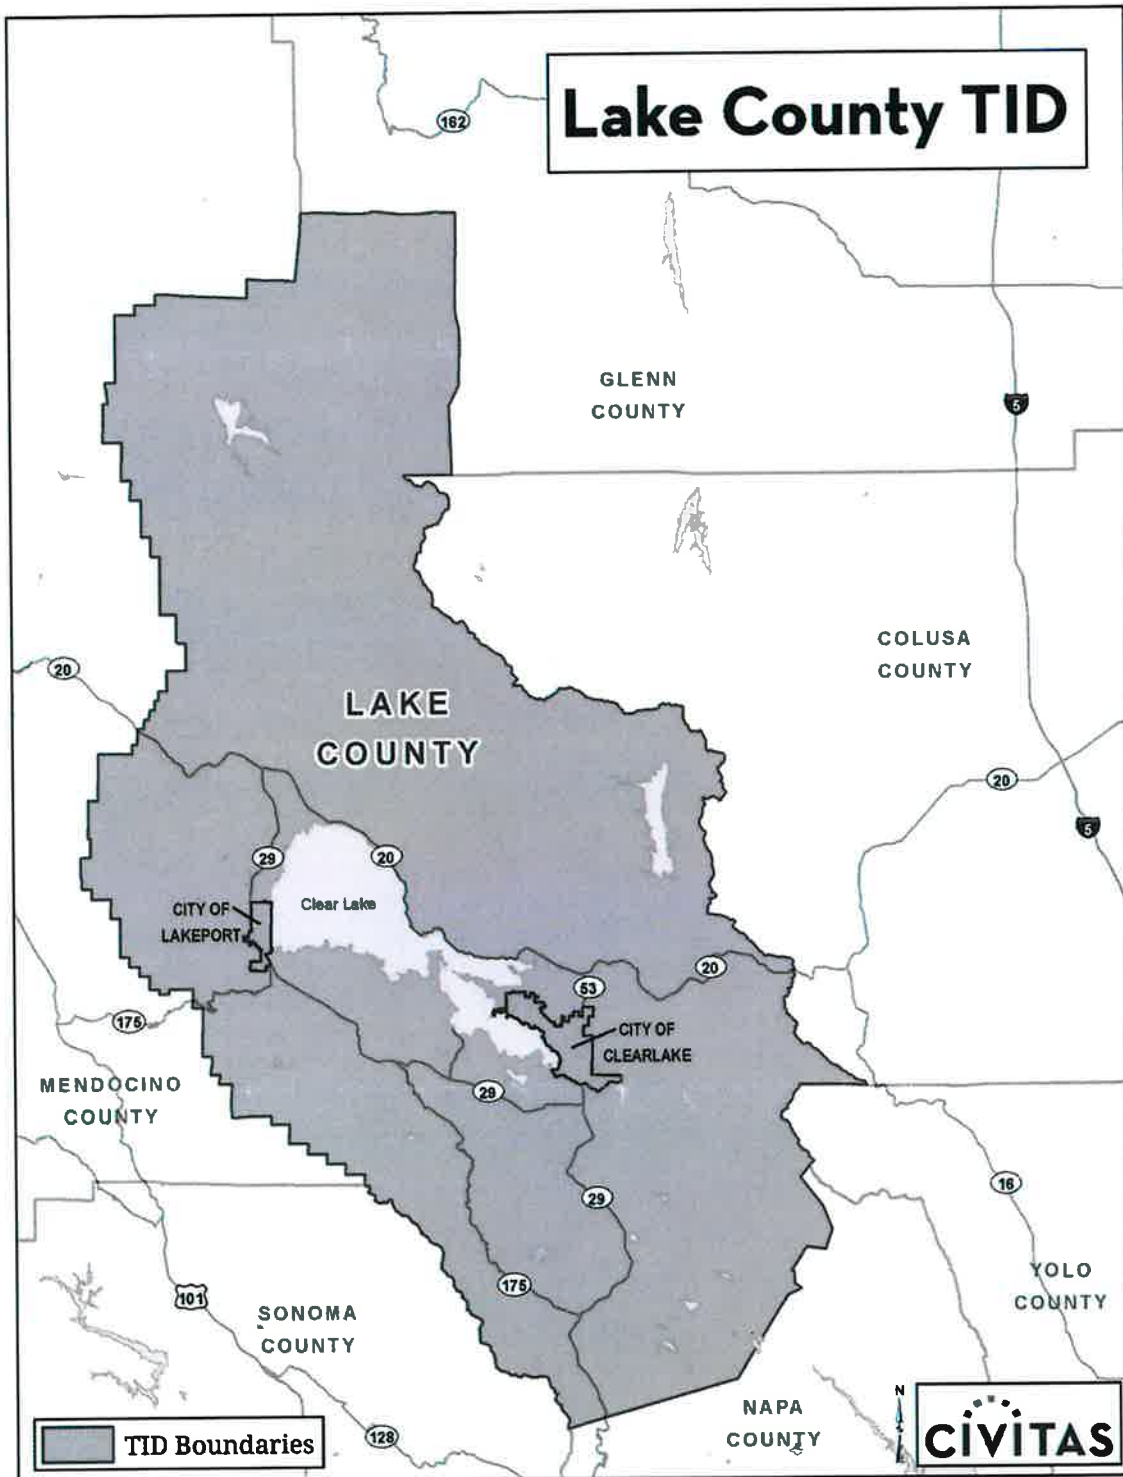 162
Lake County TID
GLENN
COUNTY
5
COLUSA
COUNTY
20
LAKE
COUNTY
20
5
29
20
Clear Lake
CITY OF
LAKEPORT
20
53
175
CITY OF
CLEARLAKE
MENDOCINO
COUNTY
29
29
16
175
YOLO
COUNTY
101
SONOMA
COUNTY
N
NAPA
COUNTY
CIVITAS
TID Boundaries
128